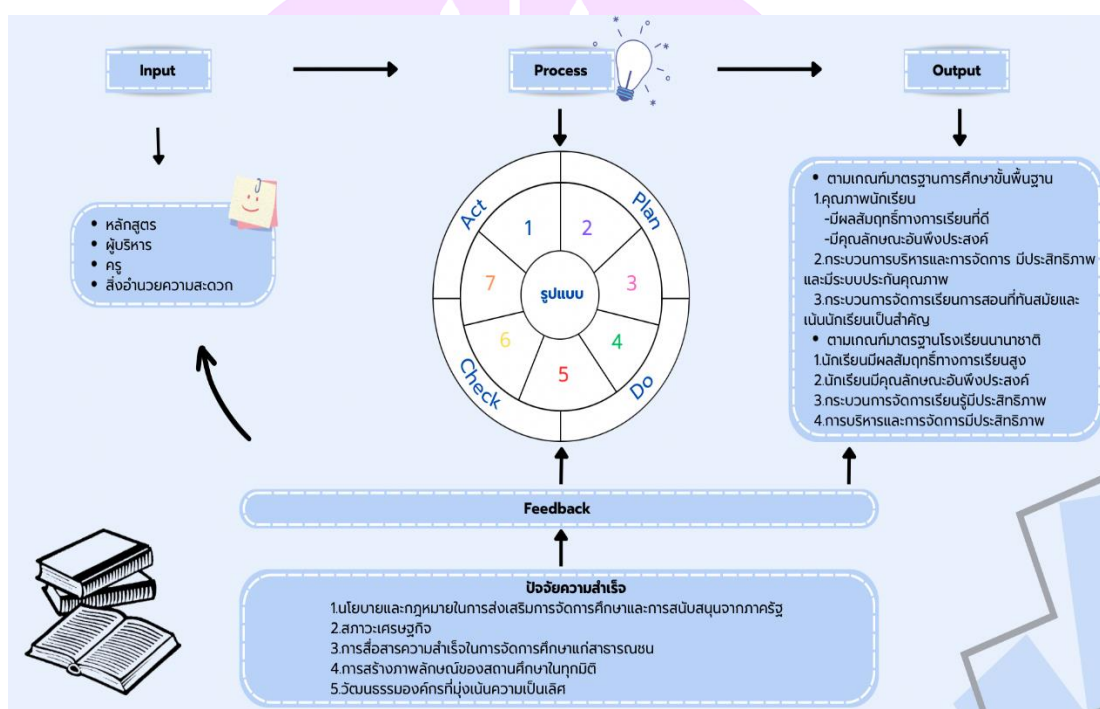 Input
Process
Output
• หลักสูตร
• ผู้บริหาร
• ครู
• สิ่งอำนวยความสะดวก
Act
Plan
1
2
7
รูปแบบ
3
6
4
5
Check
Do
• ตามเกณฑ์มาตรฐานการศึกษาขั้นพื้นฐาน
1.คุณภาพนักเรียน
-มีผลสัมฤทธิ์ทางการเรียนที่ดี
-มีคุณลักษณะอันพึงประสงค์
2.กระบวนการบริหารและการจัดการ มีประสิทธิภาพ
และมีระบบประกันคุณภาพ
3.กระบวนการจัดการเรียนการสอนที่ทันสมัยและ
เน้นนักเรียนเป็นสำคัญ
• ตามเกณฑ์มาตรฐานโรงเรียนนานาชาติ
1.นักเรียนมีผลสัมฤทธิ์ทางการเรียนสูง
2.นักเรียนมีคุณลักษณะอันพึงประสงค์
3.กระบวนการจัดการเรียนรู้มีประสิทธิภาพ
4.การบริหารและการจัดการมีประสิทธิภาพ
Feedback
ปัจจัยความสำเร็จ
1.นโยบายและกฎหมายในการส่งเสริมการจัดการศึกษาและการสนับสนุนจากภาครัฐ
2.สภาวะเศรษฐกิจ
3.การสื่อสารความสำเร็จในการจัดการศึกษาแก่สาธารณชน
4.การสร้างภาพลักษณ์ของสถานศึกษาในทุกมิติ
5.วัฒนธรรมองค์กรที่มุ่งเน้นความเป็นเลิศ